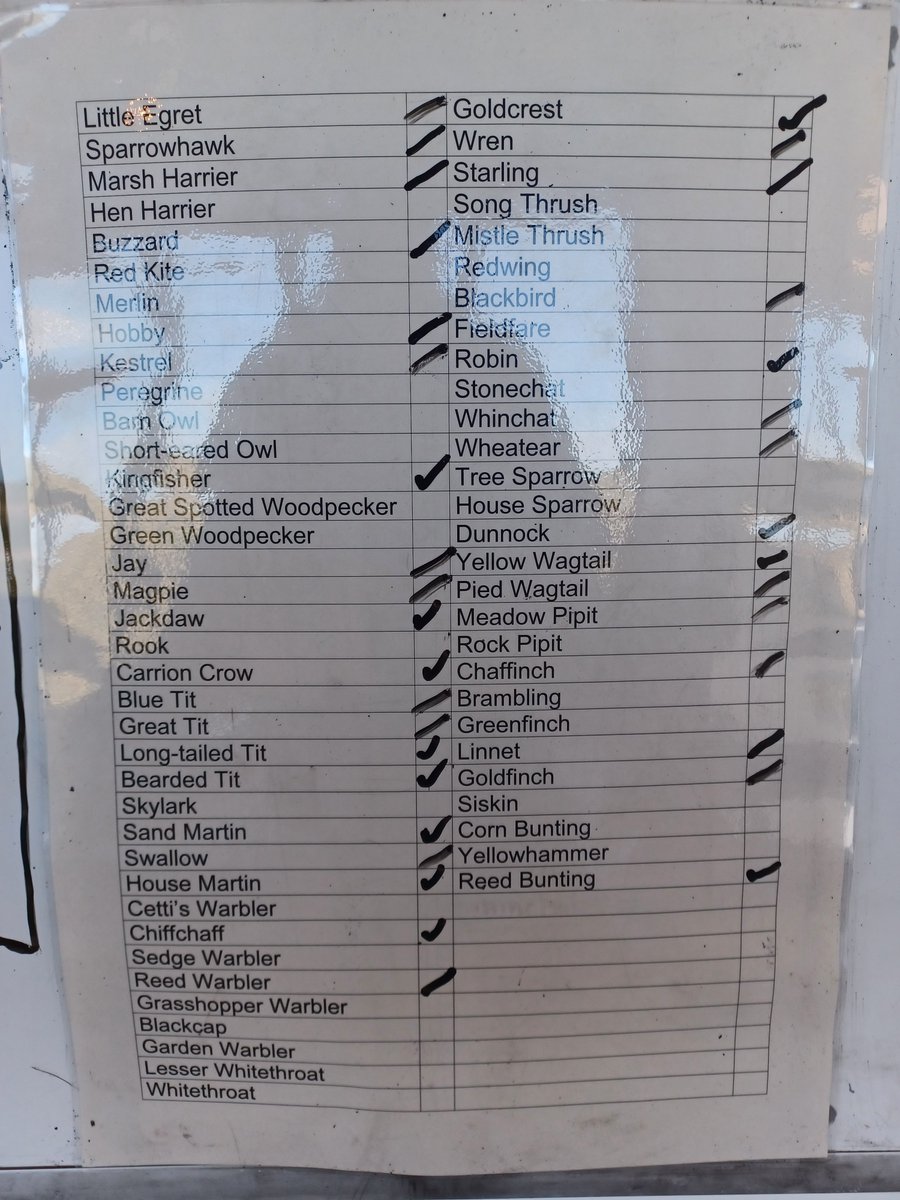 Little Egret
Sparrowhawk
Marsh Harrier
Hen Harrier
Buzzard
Red Kite
Merlin
Hobby
Kestrel
Peregrine
Barn Owl
Short-eared Owl
Kingfisher
Great Spotted Woodpecker
Green Woodpecker
Jay
Magpie
Jackdaw
Rook
Carrion Crow
Blue Tit
Great Tit
Long-tailed Tit
Bearded Tit
Skylark
Sand Martin
Swallow
House Martin
Cetti's Warbler
Chiffchaff
Sedge Warbler
Reed Warbler
Grasshopper Warbler
Blackcap
Garden Warbler
Lesser Whitethroat
Whitethroat
Goldcrest
Wren
Starling
Song Thrush
Mistle Thrush
Redwing
Blackbird
Fieldfare
Robin
Stonechat
Whinchat
Wheatear
Tree Sparrow
House Sparrow
Dunnock
Yellow Wagtail
Pied Wagtail
Meadow Pipit
Rock Pipit
Chaffinch
Brambling
Greenfinch
Linnet
Goldfinch
Siskin
Corn Bunting
Yellowhammer
Reed Bunting